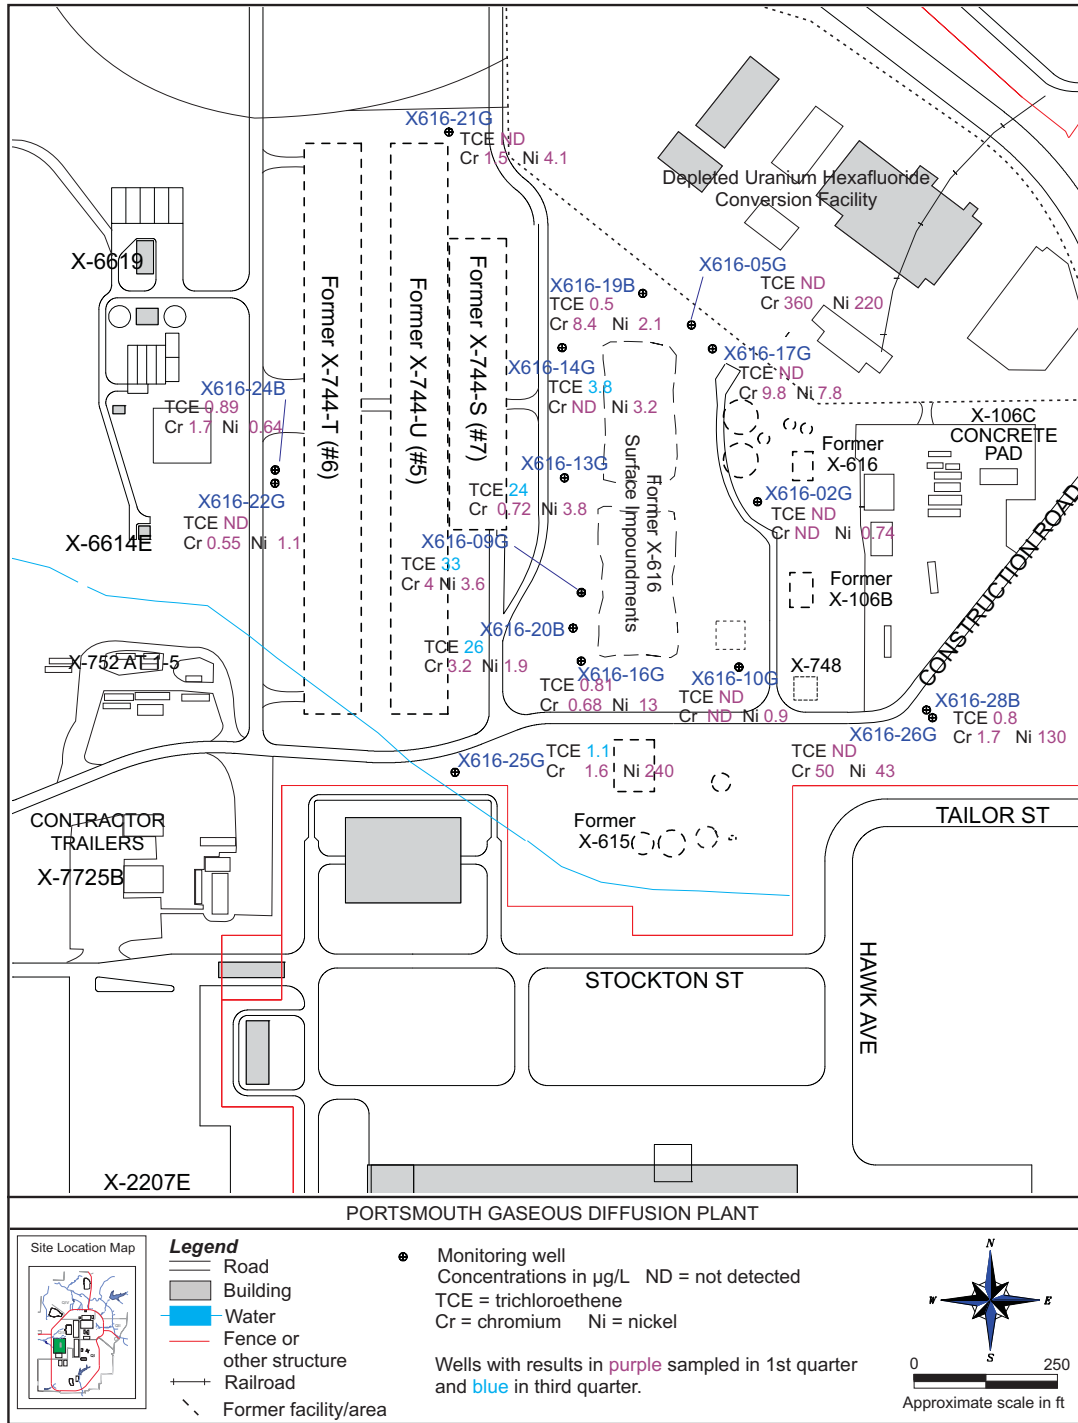 X616-21G
TCE ND
Cr 1.5 Ni 4.1
Depleted Uranium Hexafluoride
Conversion Facility
X-6619
X616-05G
TCE ND
Cr 360 Ni 220
X616-19B
TCE 0.5
Cr 8.4 Ni 2.1
Former X-744-T (#6)
Former X-744-U (#5)
Former X-744-S (#7)
X616-14G
TCE 3.8
Cr ND Ni 3.2
X616-17G
TCE ND
Cr 9.8 Ni 7.8
X616-24B
TCE 0.89
Cr 1.7 Ni 0.64
X-106C
CONCRETE
PAD
Former
X-616
X616-13G
TCE 24
Cr 0.72 Ni 3.8
Former X-616
Surface Impoundments
X616-22G
TCE ND
Cr 0.55 Ni 1.1
X616-02G
TCE ND
Cr ND Ni 0.74
X-6614E
X616-09G
TCE 33
Cr 4 Ni 3.6
Former
X-106B
CONSTRUCTION ROAD
X616-20B
TCE 26
Cr 3.2 Ni 1.9
X-752 AT 1-5
X616-16G
TCE 0.81
Cr 0.68 Ni 13
X616-10G
TCE ND
Cr ND Ni 0.9
X-748
X616-28B
TCE 0.8
Cr 1.7 Ni 130
X616-26G
TCE ND
Cr 50 Ni 43
X616-25G
TCE 1.1
Cr 1.6 Ni 240
CONTRACTOR
TRAILERS
X-7725B
Former
X-615
TAILOR ST
HAWK AVE
STOCKTON ST
X-2207E
PORTSMOUTH GASEOUS DIFFUSION PLANT
Site Location Map
Legend
Road
Building
Water
Fence or
other structure
Railroad
Former facility/area
Monitoring well
Concentrations in µg/L ND = not detected
TCE = trichloroethene
Cr = chromium Ni = nickel
Wells with results in purple sampled in 1st quarter
and blue in third quarter.
N
W E
S
0 250
Approximate scale in ft